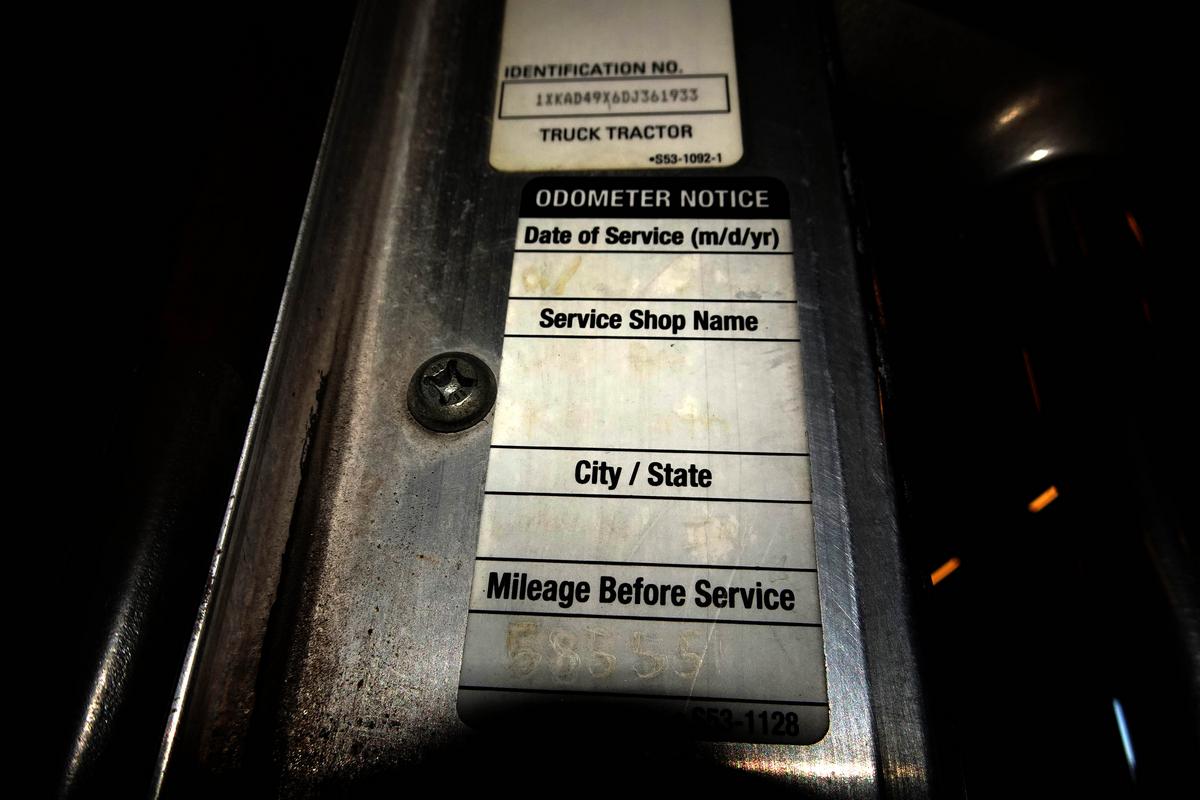 IDENTIFICATION NO.
1XKAD49X6DJ361933
TRUCK TRACTOR
•S53-1092-1
ODOMETER NOTICE
Date of Service (m/d/yr)
Service Shop Name
City / State
Mileage Before Service
58555
•S53-1128